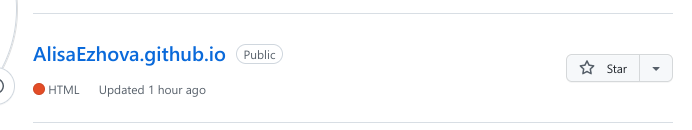 AlisaEzhova.github.io Public
Star
HTML Updated 1 hour ago